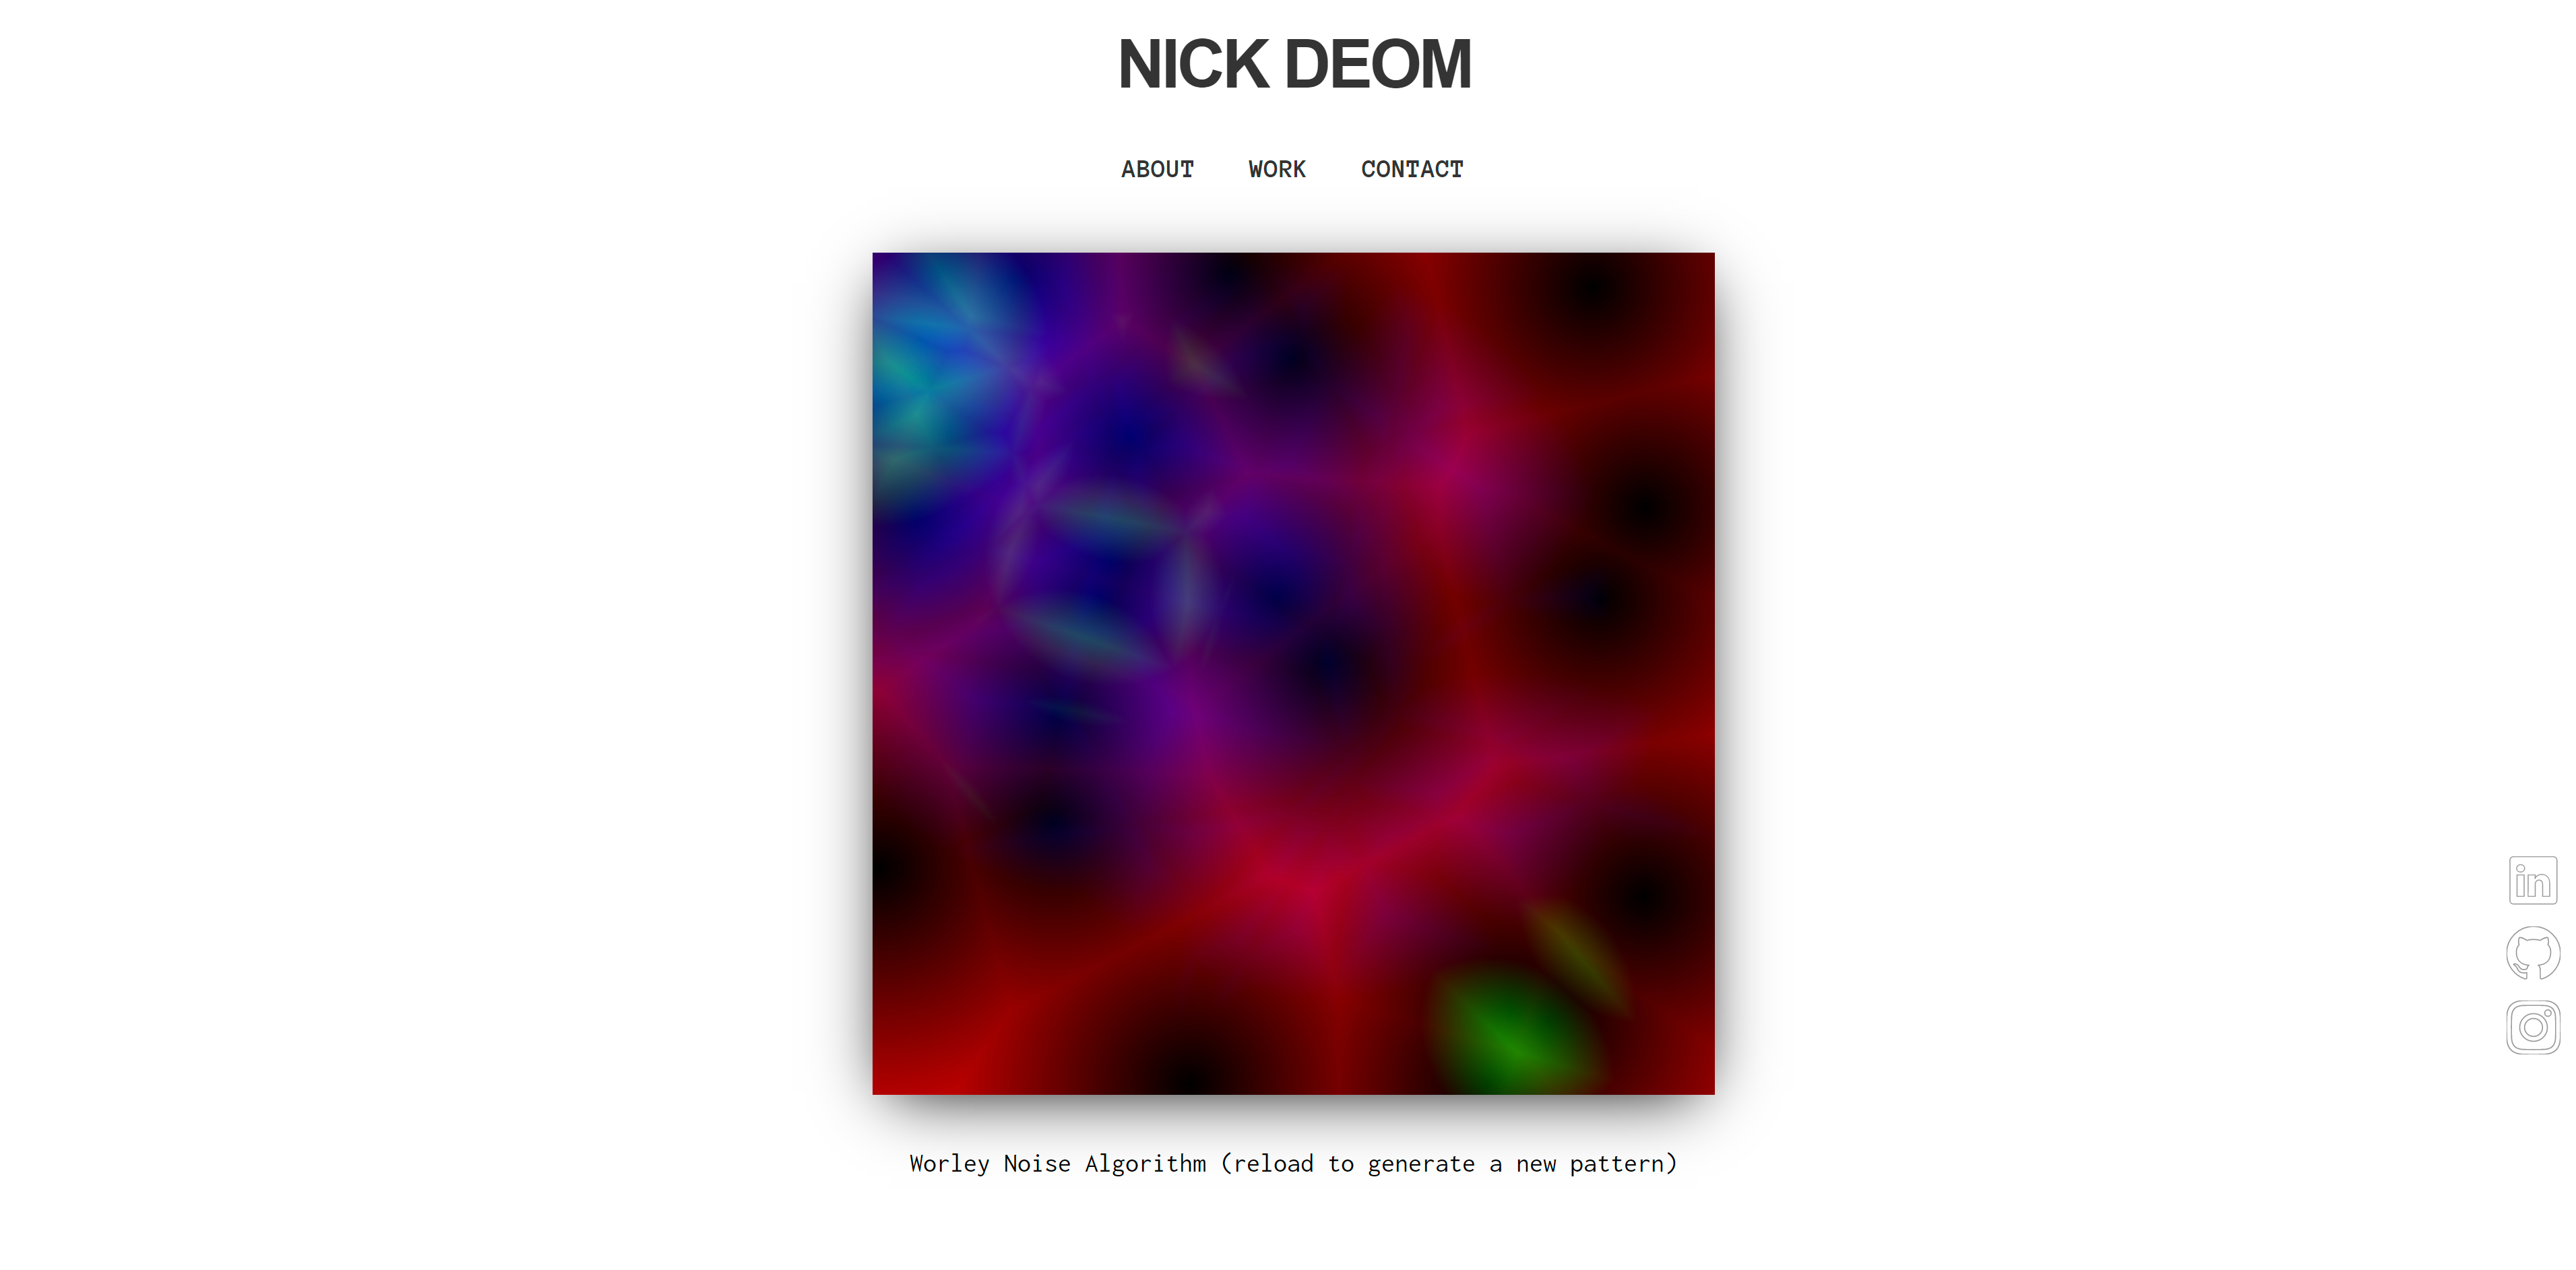 NICK DEOM
ABOUT WORK CONTACT
in
Worley Noise Algorithm (reload to generate a new pattern)